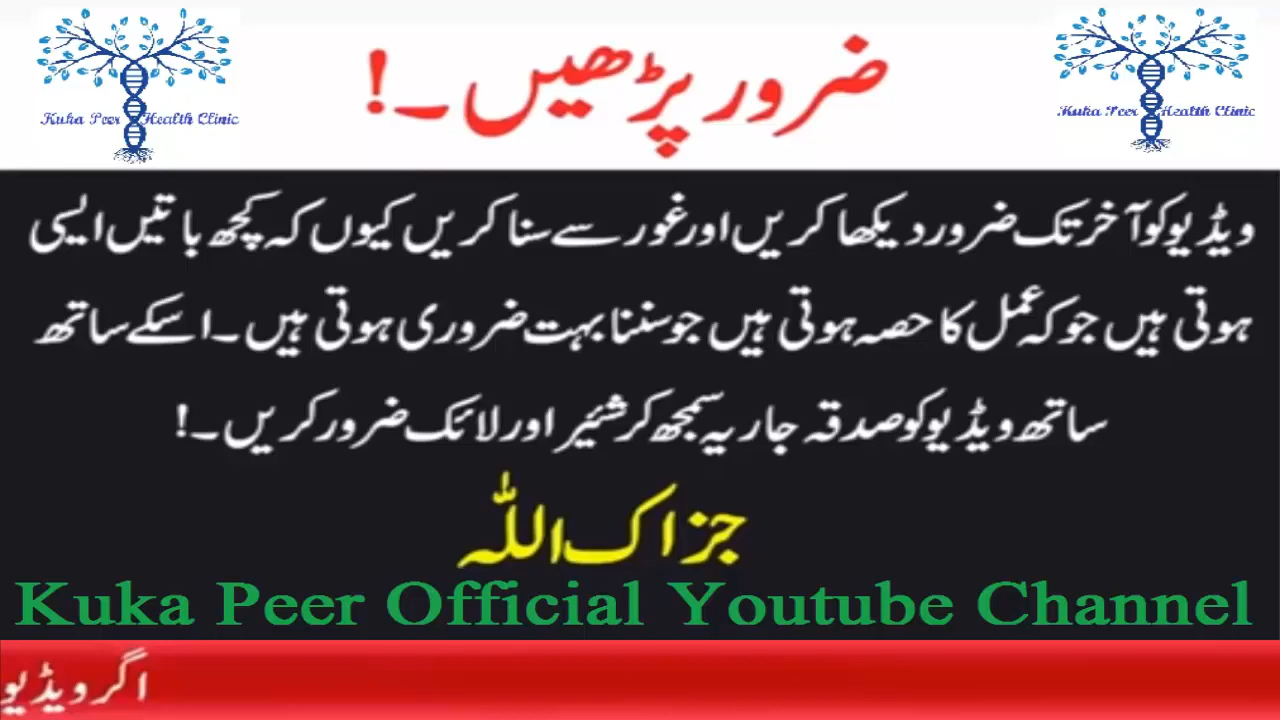 Kuka Peer Health Clinic
ضرور پڑھیں۔!
Kuka Peer Health Clinic
ویڈیو کو آخر تک ضرور دیکھا کریں اور غور سے سنا کریں کیوں کہ کچھ باتیں ایسی
ہوتی ہیں جو کہ عمل کا حصہ ہوتی ہیں جو سننا بہت ضروری ہوتی ہیں۔ اسکے ساتھ
ساتھ ویڈیو کو صدقہ جاریہ سمجھ کر شئیر اور لائک ضرور کریں۔!
جزاک اللہ
Kuka Peer Official Youtube Channel
اگر ویڈیو